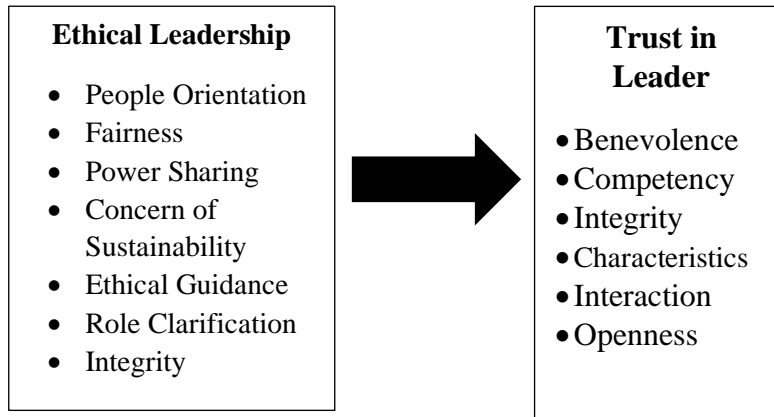 Ethical Leadership
• People Orientation
• Fairness
• Power Sharing
• Concern of
Sustainability
• Ethical Guidance
• Role Clarification
• Integrity
Trust in
Leader
• Benevolence
• Competency
• Integrity
• Characteristics
• Interaction
• Openness